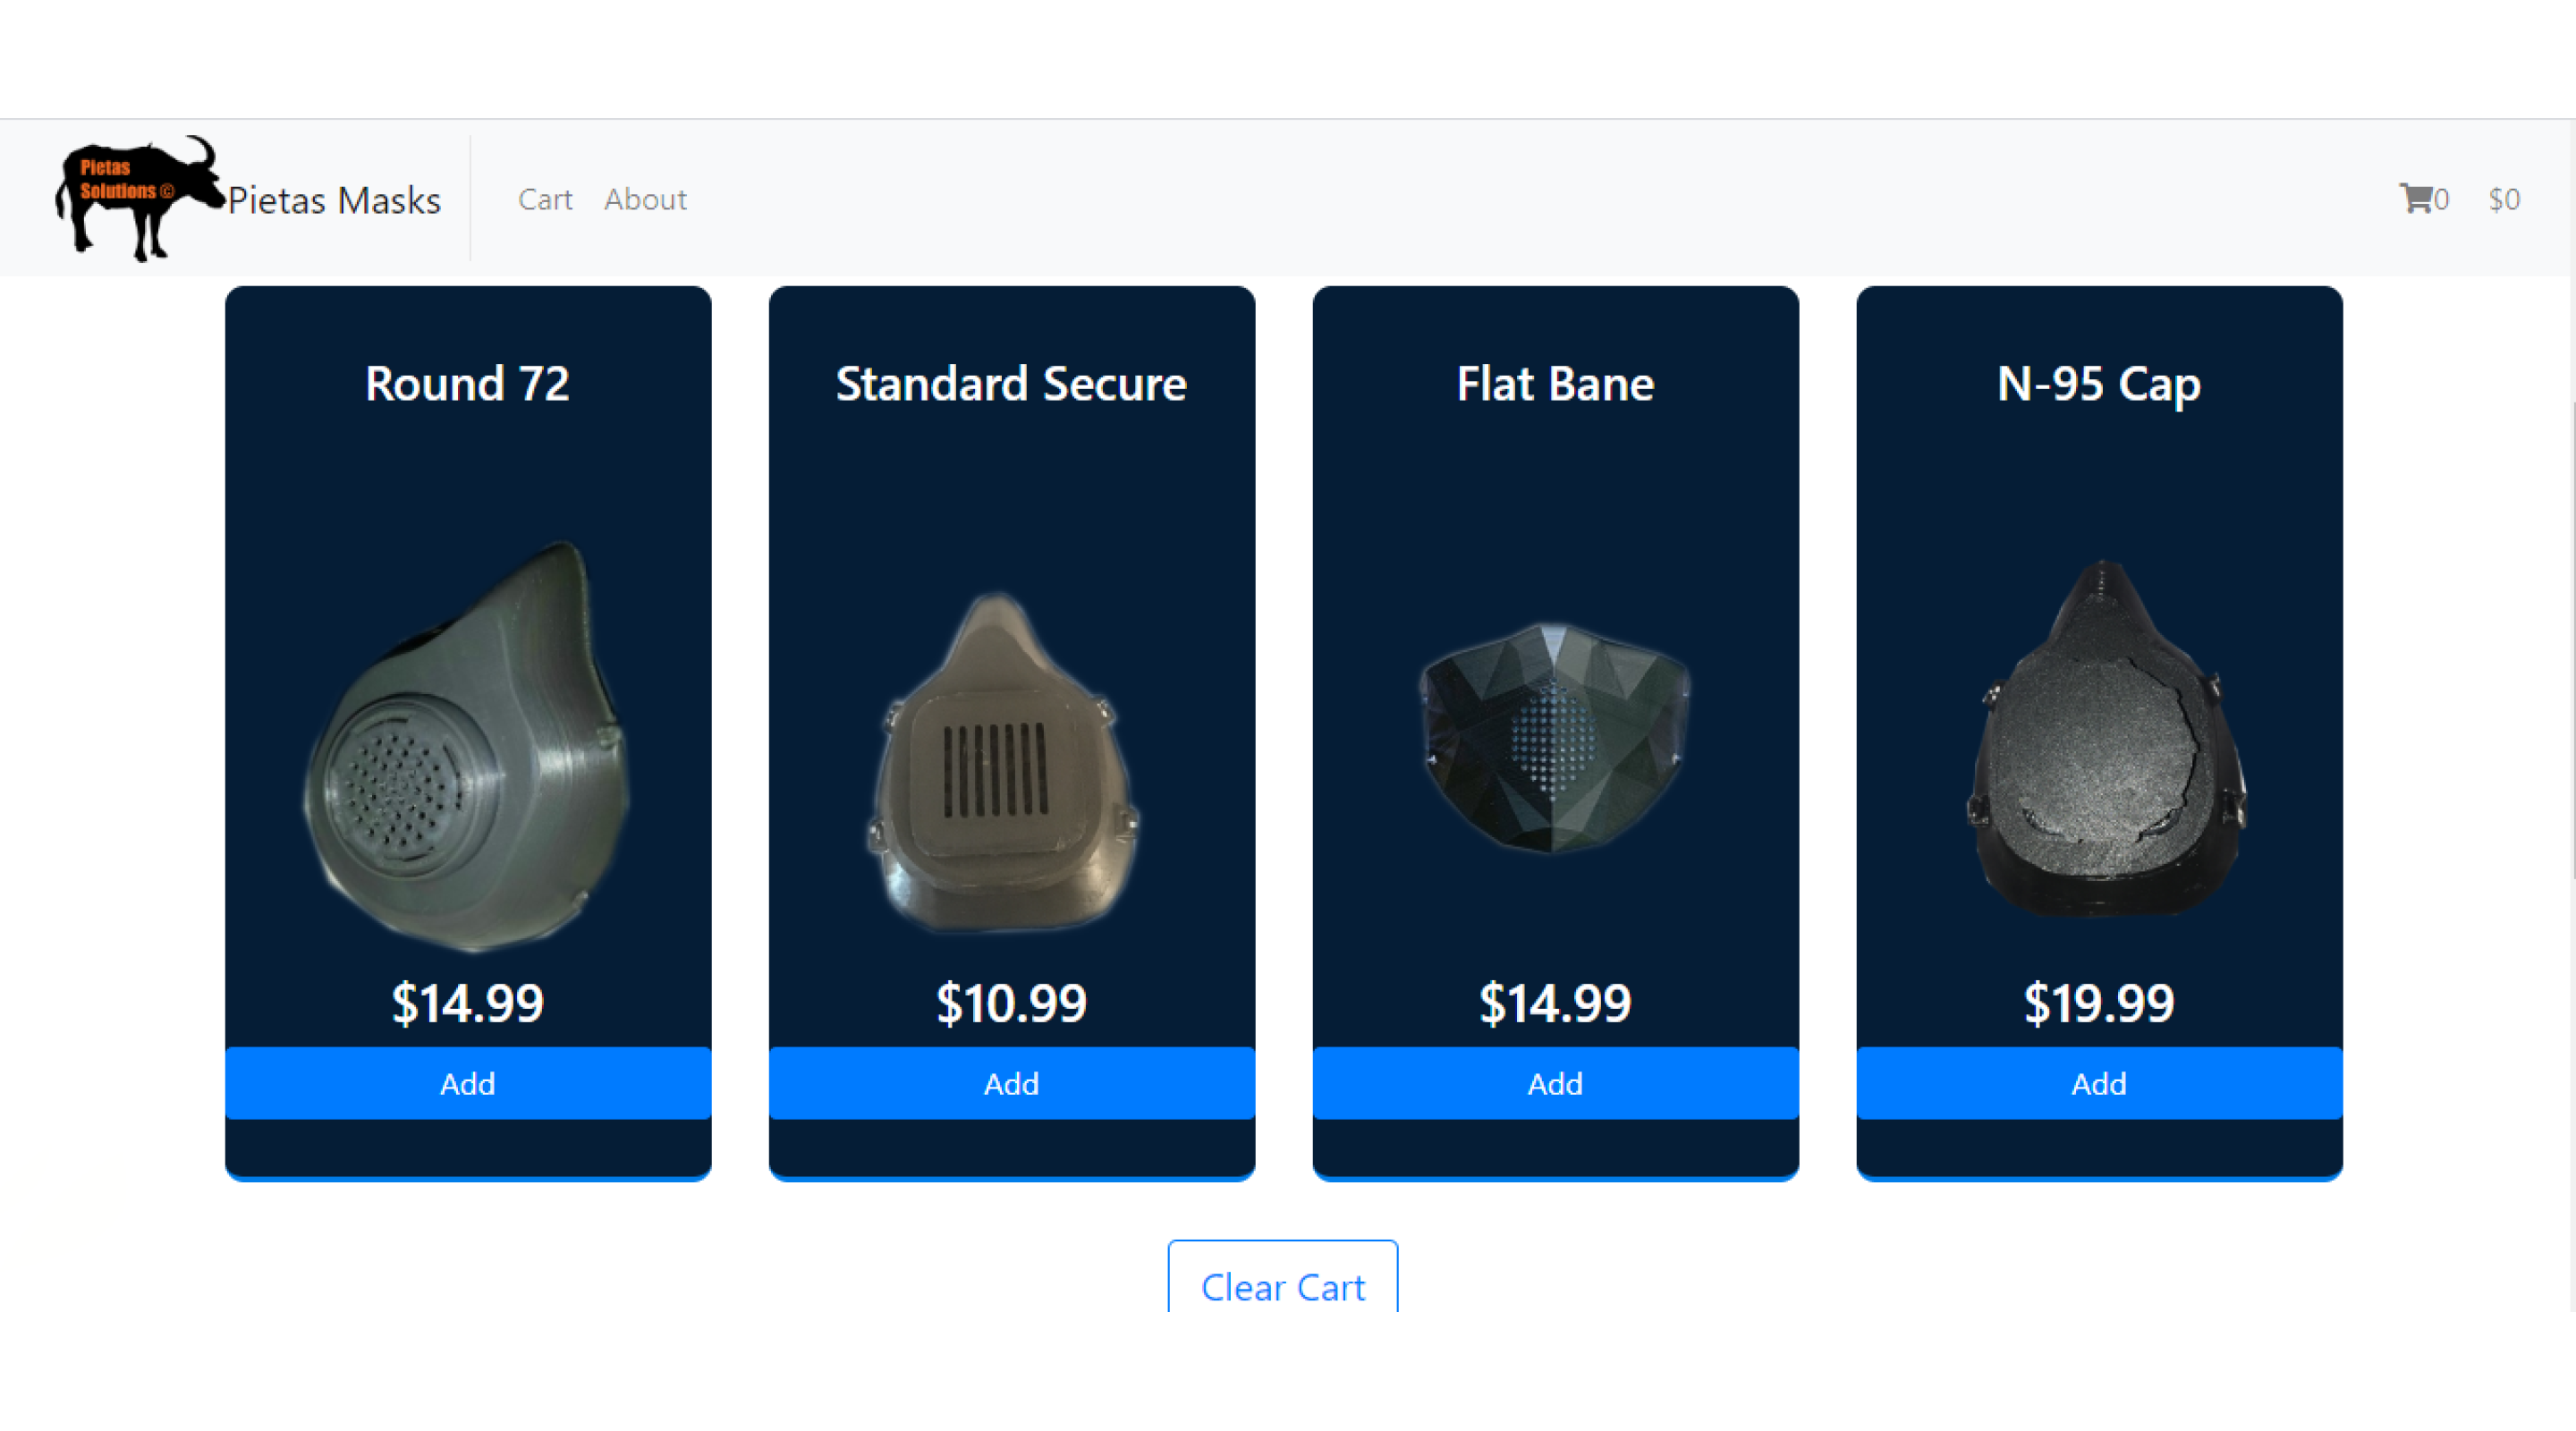 Pietas
Solutions ©
Pietas Masks
Cart About
0 $0
Round 72
Standard Secure
Flat Bane
N-95 Cap
$14.99
$10.99
$14.99
$19.99
Add
Add
Add
Add
Clear Cart